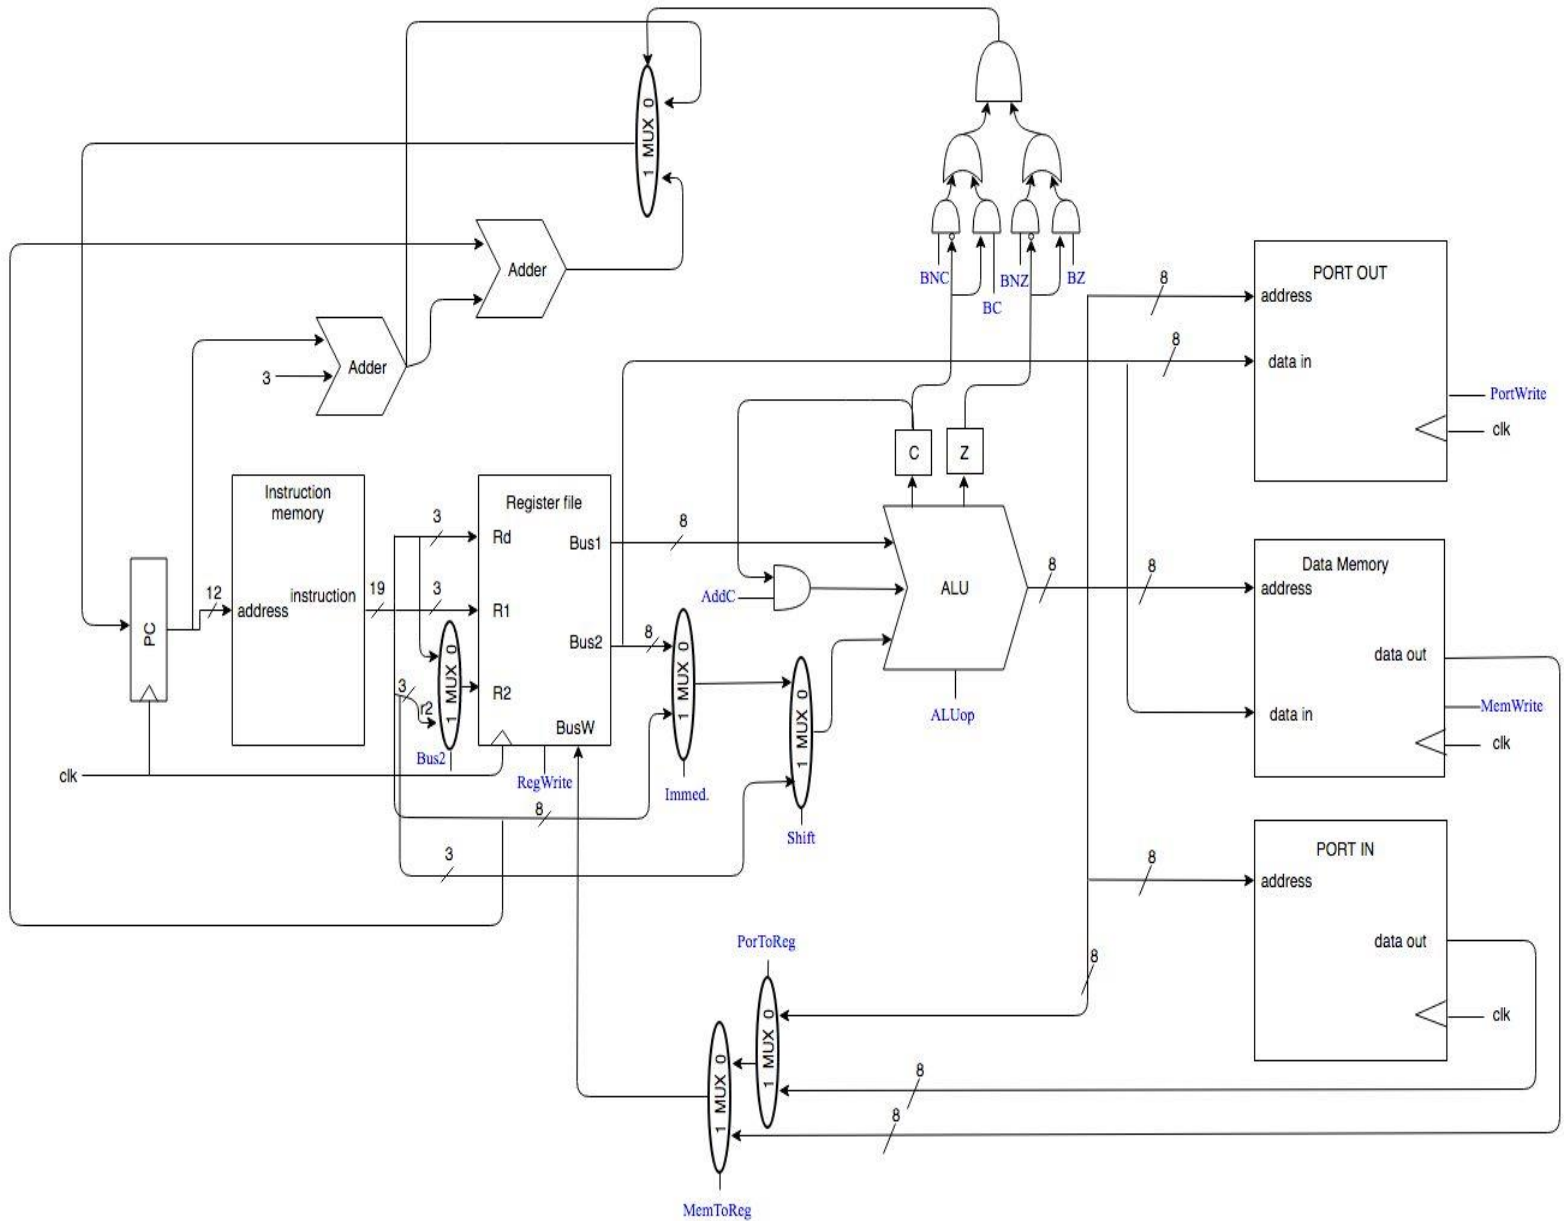 1 MUX 0
Adder
Adder
3
BNC
BC
BNZ
BZ
8
PORT OUT
address
8
data in
PortWrite
clk
C
Z
Instruction
memory
Register file
3
Rd
Bus1
8
12
address
instruction
19
3
R1
AddC
ALU
8
8
Data Memory
address
PC
1 MUX 0
Bus2
8
1 MUX 0
3
r2
R2
1 MUX 0
data out
BusW
ALUop
data in
MemWrite
clk
clk
Bus2
RegWrite
Immed.
8
Shift
3
PORT IN
8
address
PorToReg
data out
8
1 MUX 0
clk
1 MUX 0
8
8
MemToReg